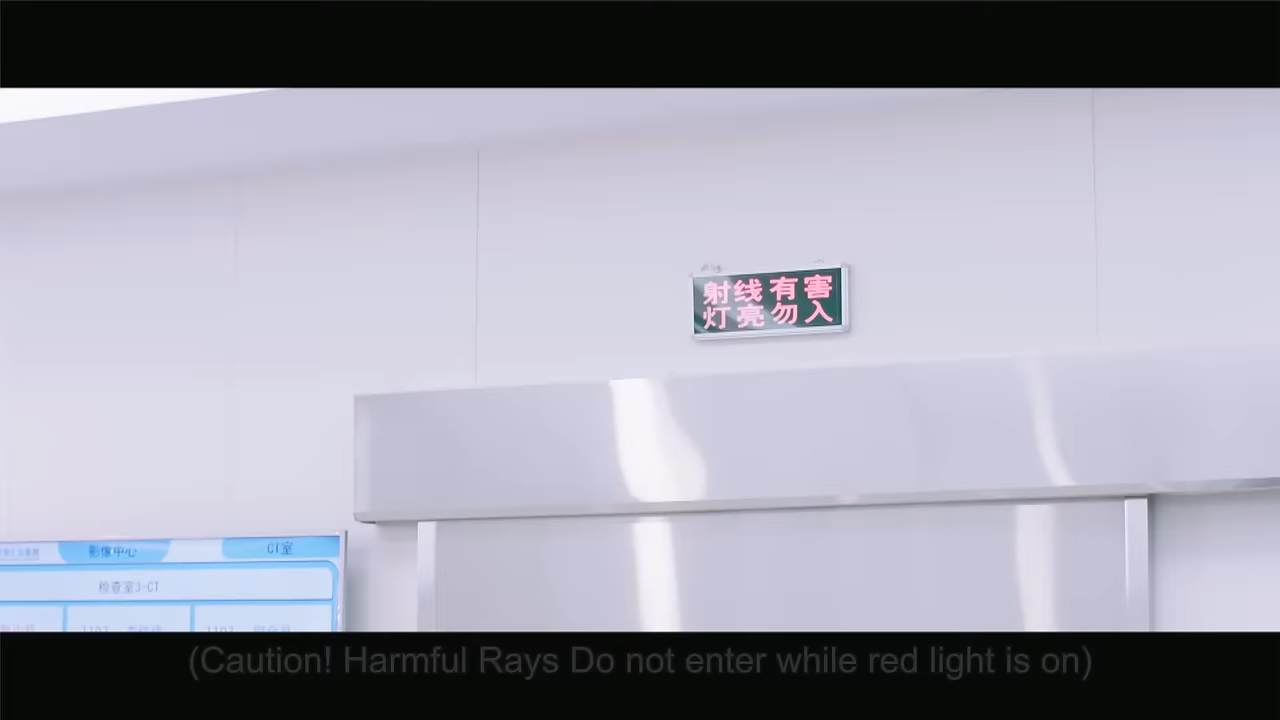 射线有害
灯亮勿入
影像中心
CT室
检查室3-CT
(Caution! Harmful Rays Do not enter while red light is on)